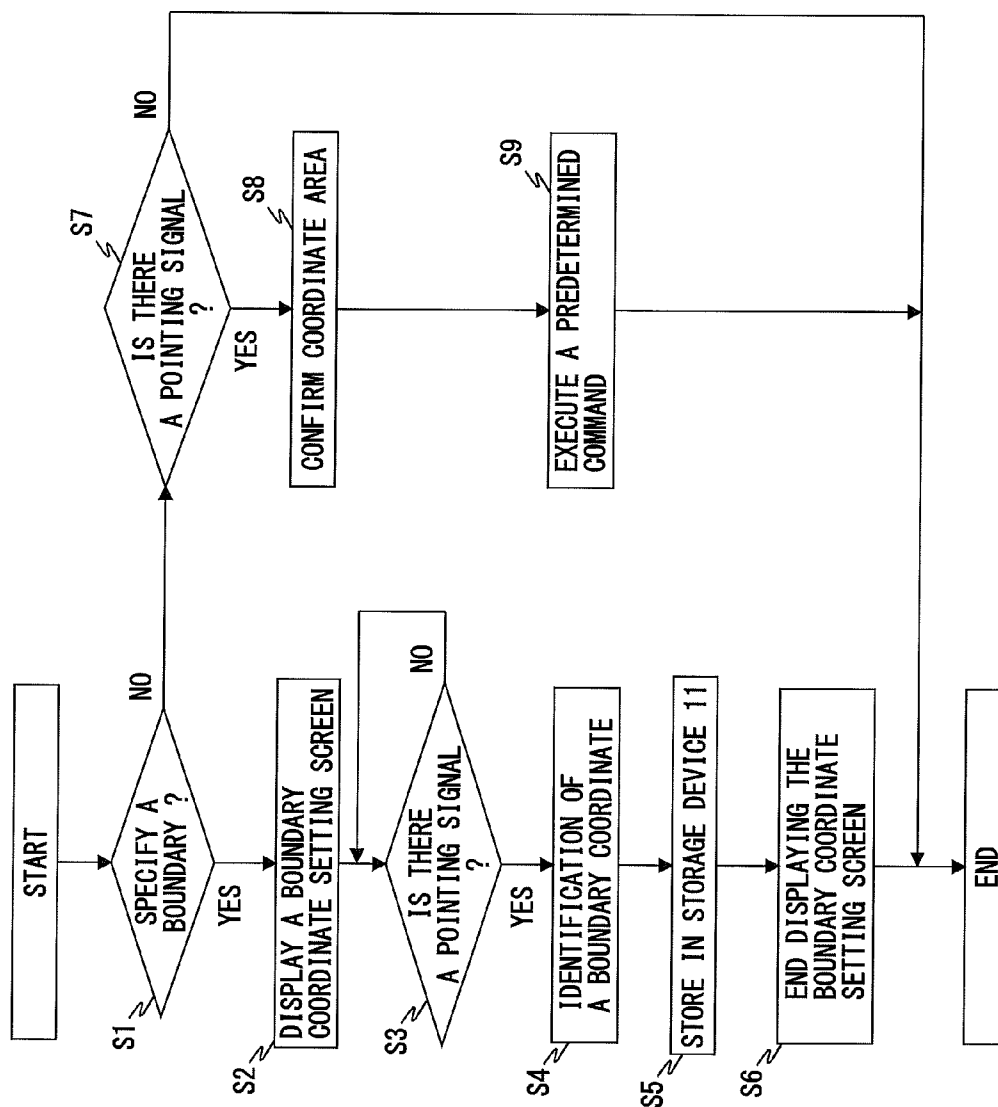 START
S1
SPECIFY A
BOUNDARY ?
NO
YES
S2
DISPLAY A BOUNDARY
COORDINATE SETTING SCREEN
S3
IS THERE
A POINTING SIGNAL
?
NO
YES
S4
IDENTIFICATION OF
A BOUNDARY COORDINATE
S5
STORE IN STORAGE DEVICE 11
S6
END DISPLAYING THE
BOUNDARY COORDINATE
SETTING SCREEN
END
S7
IS THERE
A POINTING SIGNAL
?
NO
YES
S8
CONFIRM COORDINATE AREA
S9
EXECUTE A PREDETERMINED
COMMAND